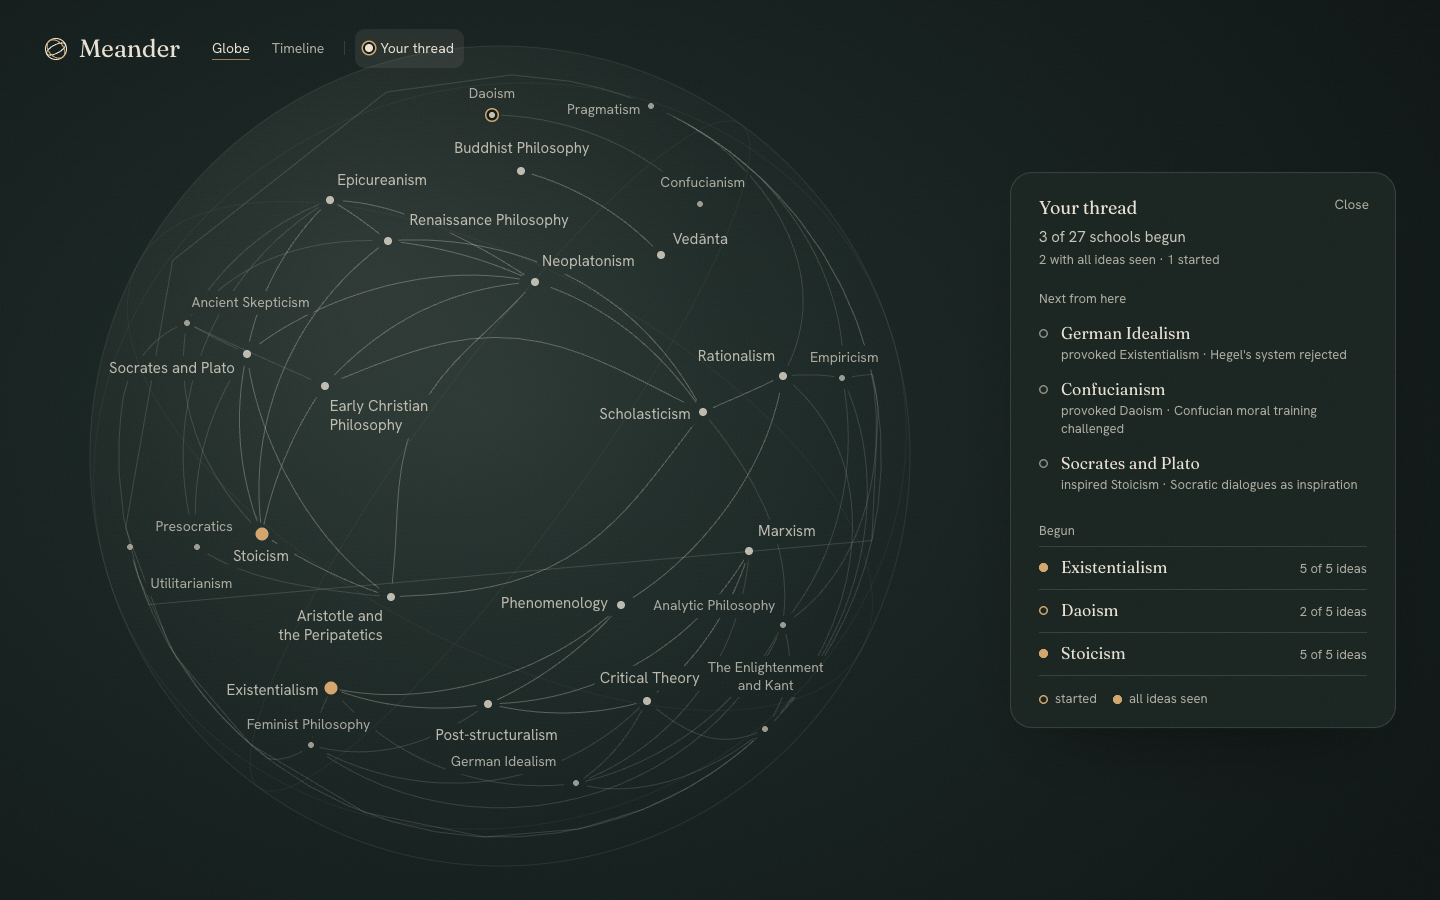 Meander
Globe
Timeline
Your thread
Daoism
Pragmatism
Buddhist Philosophy
Epicureanism
Confucianism
Renaissance Philosophy
Vedānta
Neoplatonism
Ancient Skepticism
Rationalism
Empiricism
Socrates and Plato
Early Christian
Philosophy
Scholasticism
Presocratics
Stoicism
Marxism
Utilitarianism
Aristotle and
the Peripatetics
Phenomenology
Analytic Philosophy
The Enlightenment
and Kant
Critical Theory
Existentialism
Feminist Philosophy
Post-structuralism
German Idealism
Your thread
Close
3 of 27 schools begun
2 with all ideas seen · 1 started
Next from here
German Idealism
provoked Existentialism · Hegel's system rejected
Confucianism
provoked Daoism · Confucian moral training
challenged
Socrates and Plato
inspired Stoicism · Socratic dialogues as inspiration
Begun
Existentialism 5 of 5 ideas
Daoism 2 of 5 ideas
Stoicism 5 of 5 ideas
started all ideas seen